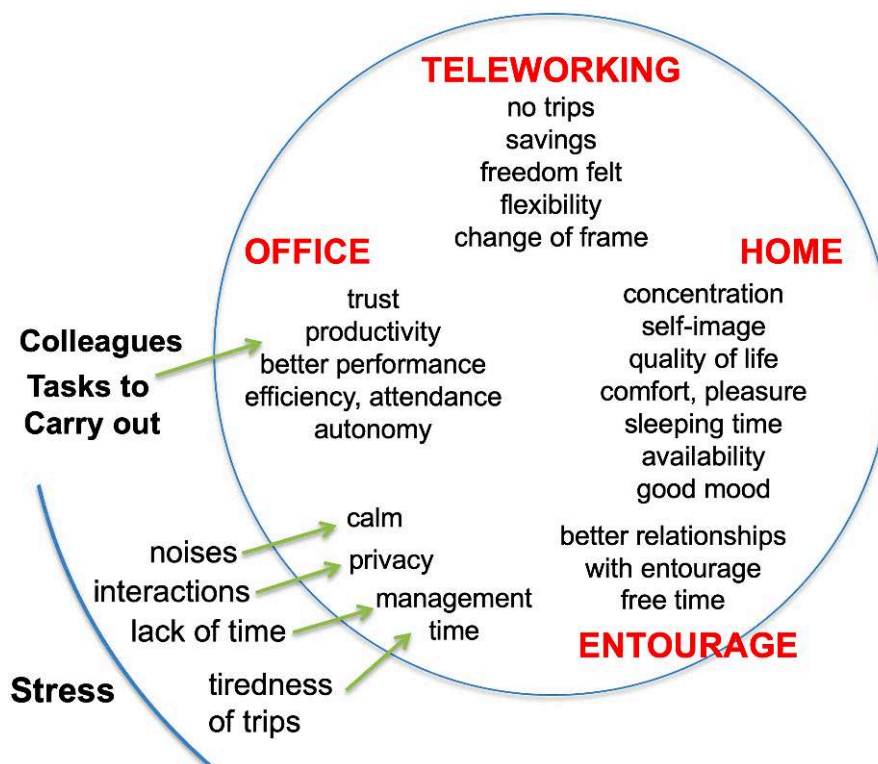 TELEWORKING
no trips
savings
freedom felt
flexibility
change of frame
OFFICE
trust
productivity
better performance
efficiency, attendance
autonomy
HOME
concentration
self-image
quality of life
comfort, pleasure
sleeping time
availability
good mood
better relationships
with entourage
free time
ENTOURAGE
Colleagues
Tasks to
Carry out
calm
privacy
management
time
noises
interactions
lack of time
tiredness
of trips
Stress